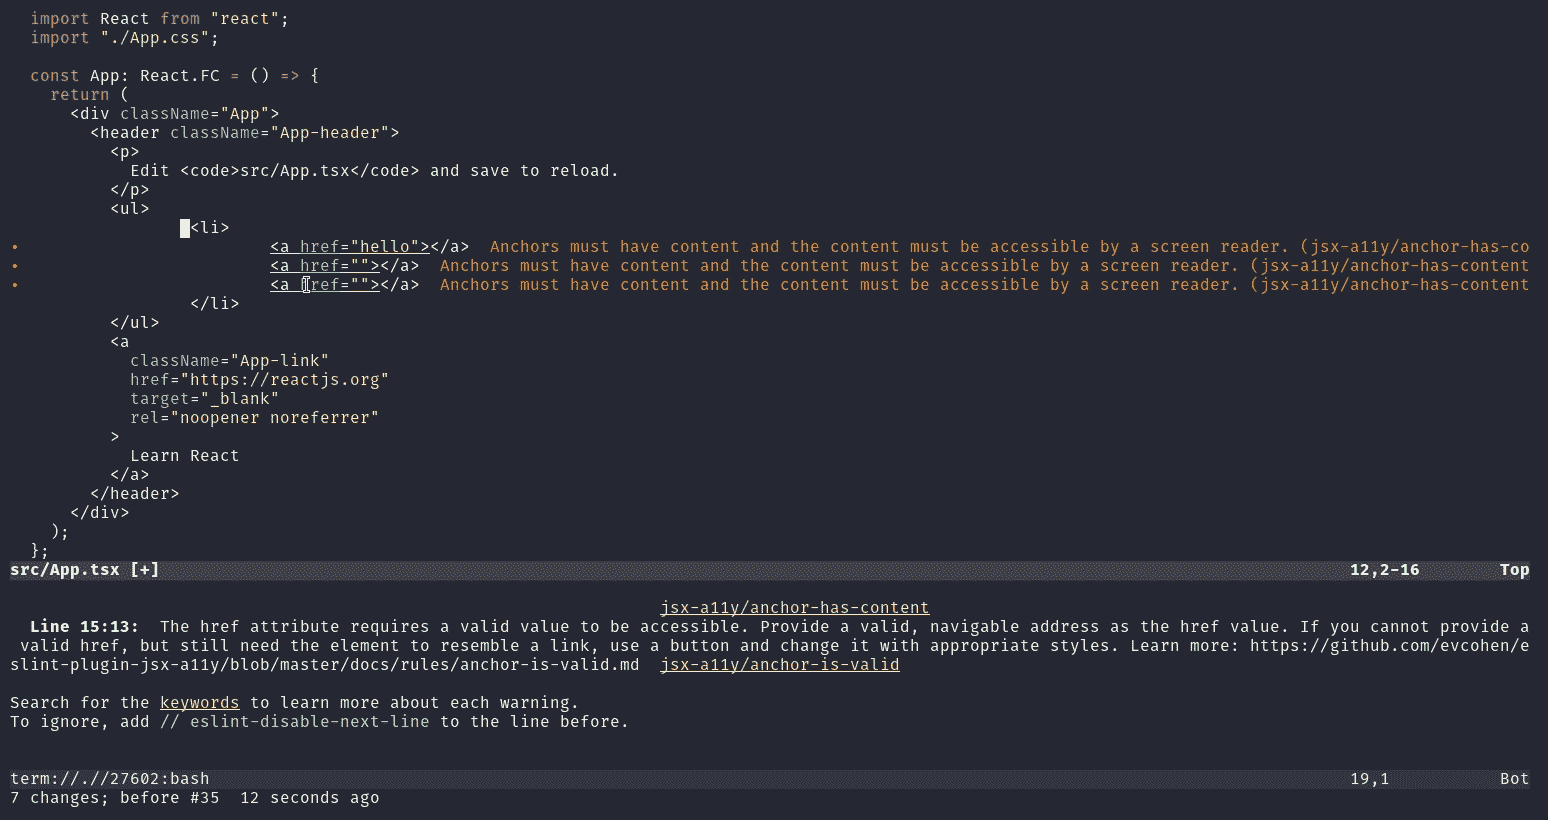 import React from "react";
import "./App.css";
const App: React.FC = () => {
return (
<div className="App">
<header className="App-header">
<p>
Edit <code>src/App.tsx</code> and save to reload.
</p>
<ul>
<li>
• <a href="hello"></a> Anchors must have content and the content must be accessible by a screen reader. (jsx-a11y/anchor-has-co
• <a href=""></a> Anchors must have content and the content must be accessible by a screen reader. (jsx-a11y/anchor-has-content
• <a href=""></a> Anchors must have content and the content must be accessible by a screen reader. (jsx-a11y/anchor-has-content
</li>
</ul>
<a
className="App-link"
href="https://reactjs.org"
target="_blank"
rel="noopener noreferrer"
>
Learn React
</a>
</header>
</div>
);
};
src/App.tsx [+] 12,2-16 Top
jsx-a11y/anchor-has-content
Line 15:13: The href attribute requires a valid value to be accessible. Provide a valid, navigable address as the href value. If you cannot provide a
valid href, but still need the element to resemble a link, use a button and change it with appropriate styles. Learn more: https://github.com/evcohen/e
slint-plugin-jsx-a11y/blob/master/docs/rules/anchor-is-valid.md jsx-a11y/anchor-is-valid
Search for the keywords to learn more about each warning.
To ignore, add // eslint-disable-next-line to the line before.
term://.//27602:bash 19,1 Bot
7 changes; before #35 12 seconds ago